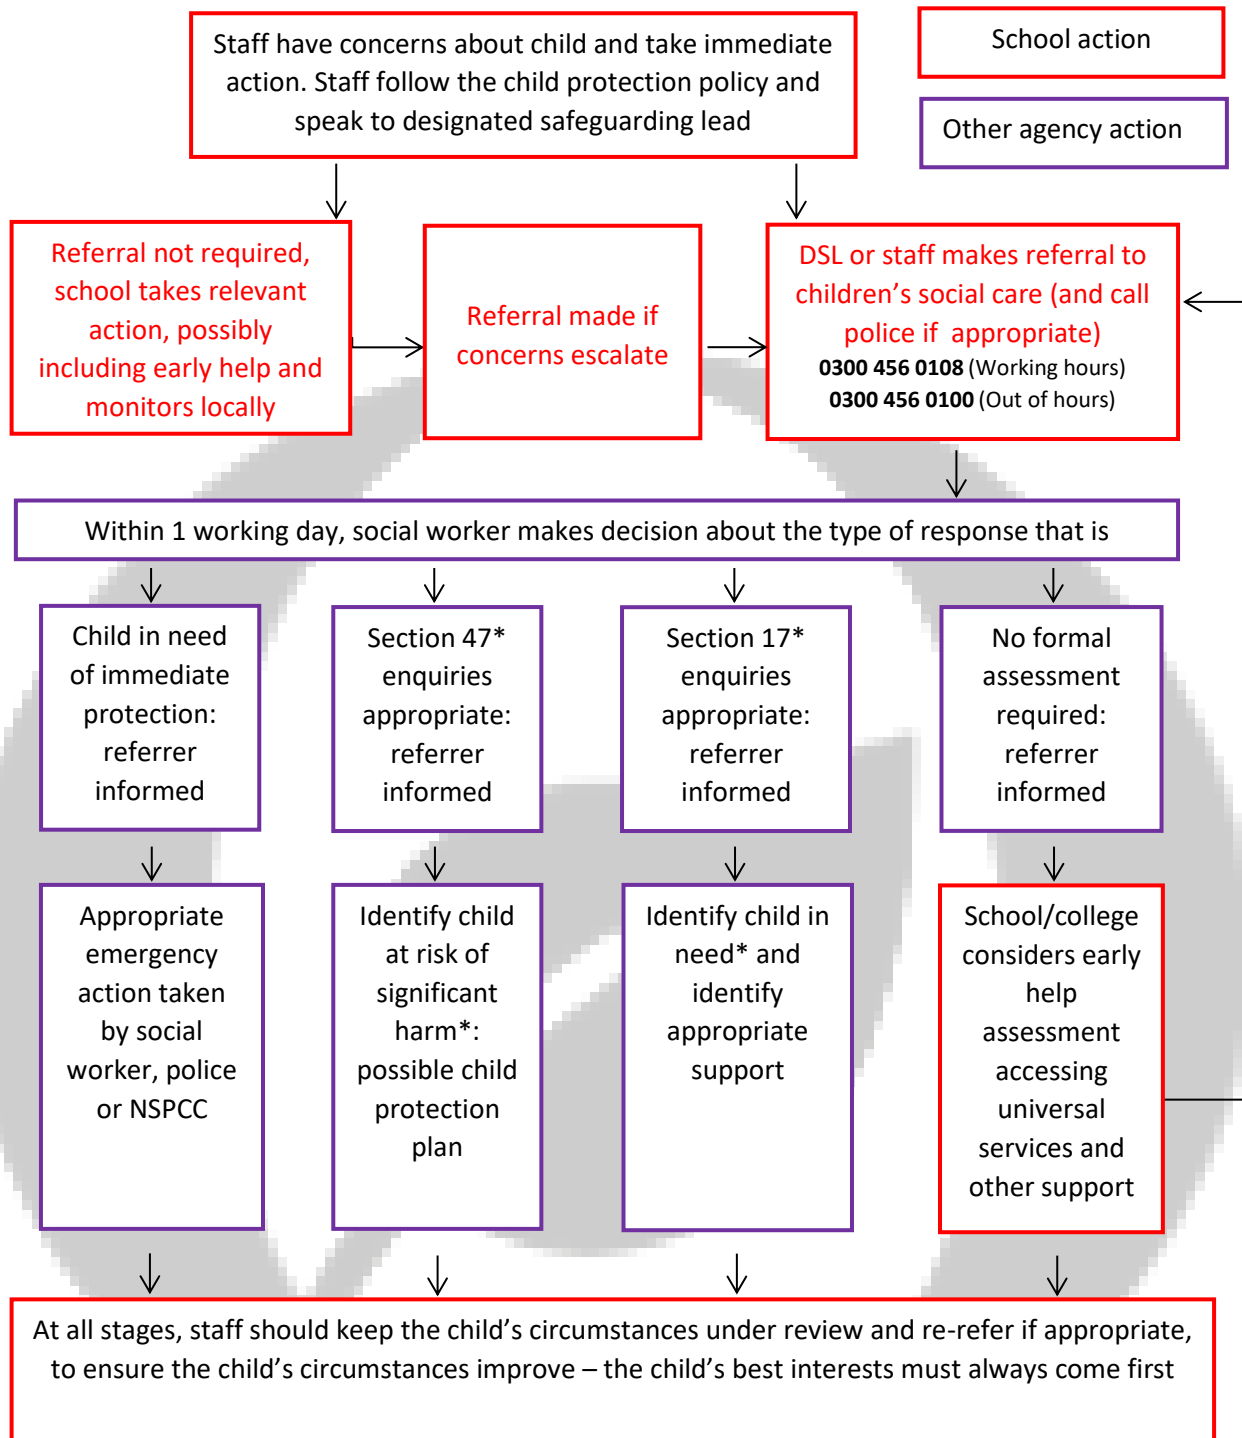 Staff have concerns about child and take immediate
action. Staff follow the child protection policy and
speak to designated safeguarding lead
School action
Other agency action
Referral not required,
school takes relevant
action, possibly
including early help and
monitors locally
Referral made if
concerns escalate
DSL or staff makes referral to
children’s social care (and call
police if  appropriate)
0300 456 0108 (Working hours)
0300 456 0100 (Out of hours)
Within 1 working day, social worker makes decision about the type of response that is
Child in need
of immediate
protection:
referrer
informed
Section 47*
enquiries
appropriate:
referrer
informed
Section 17*
enquiries
appropriate:
referrer
informed
No formal
assessment
required:
referrer
informed
Appropriate
emergency
action taken
by social
worker, police
or NSPCC
Identify child
at risk of
significant
harm*:
possible child
protection
plan
Identify child in
need* and
identify
appropriate
support
School/college
considers early
help
assessment
accessing
universal
services and
other support
At all stages, staff should keep the child’s circumstances under review and re-refer if appropriate,
to ensure the child’s circumstances improve – the child’s best interests must always come first